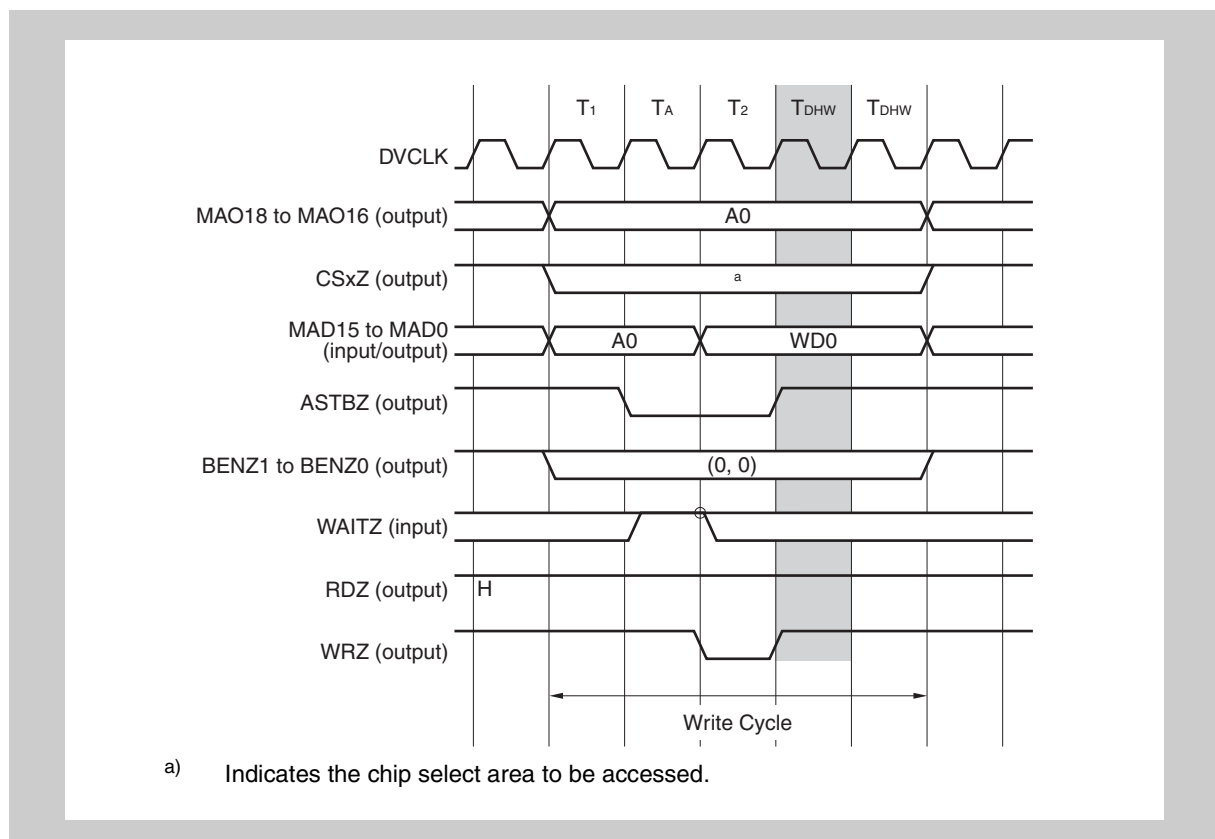 T1 TA T2 TDHW TDHW
DVCLK
MAO18 to MAO16 (output) A0
CSxZ (output) a
MAD15 to MAD0
(input/output) A0 WD0
ASTBZ (output)
BENZ1 to BENZ0 (output) (0, 0)
WAITZ (input)
RDZ (output) H
WRZ (output)
Write Cycle
a) Indicates the chip select area to be accessed.